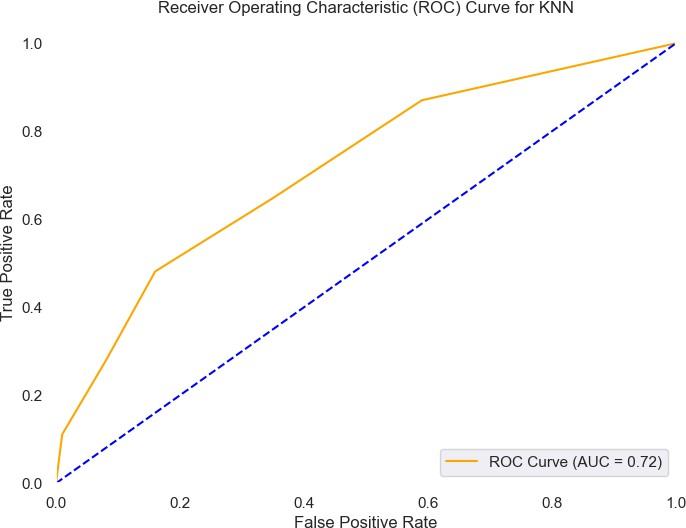 Receiver Operating Characteristic (ROC) Curve for KNN
1.0
0.8
0.6
0.4
0.2
0.0
True Positive Rate
0.0 0.2 0.4 0.6 0.8 1.0
False Positive Rate
ROC Curve (AUC = 0.72)